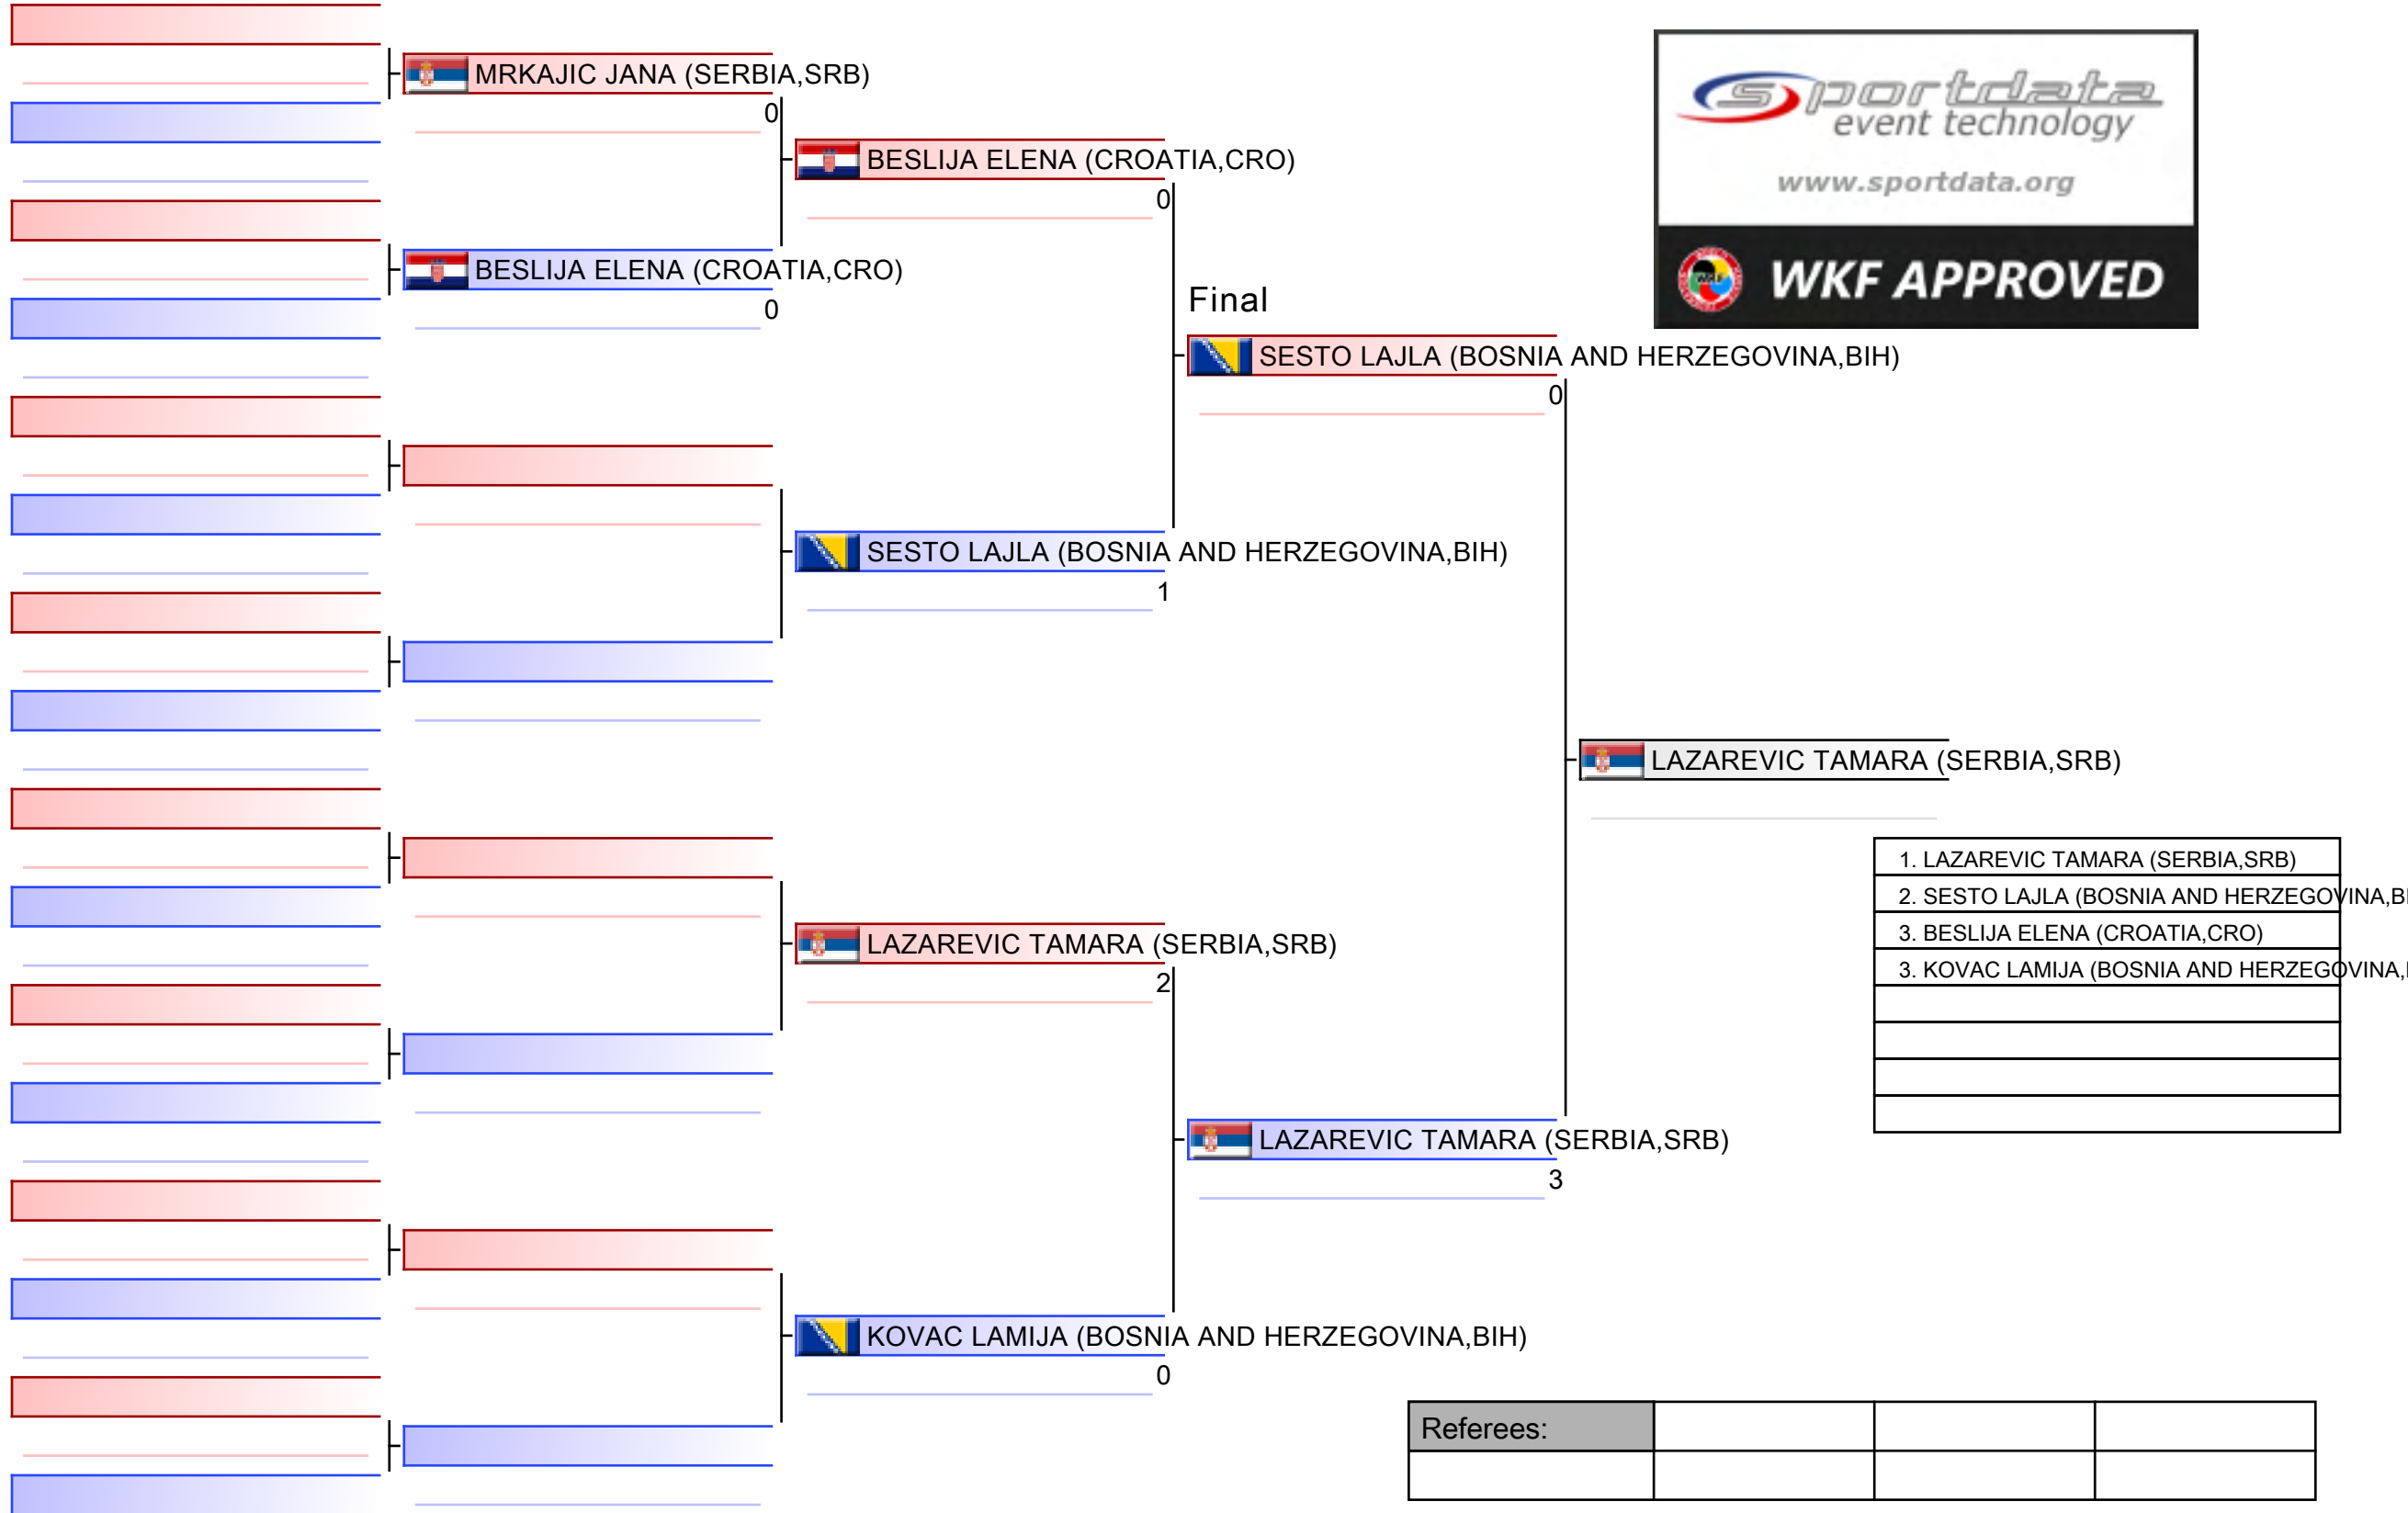 MRKAJIC JANA (SERBIA,SRB)
0
BESLIJA ELENA (CROATIA,CRO)
0
BESLIJA ELENA (CROATIA,CRO)
0
SESTO LAJLA (BOSNIA AND HERZEGOVINA,BIH)
1
LAZAREVIC TAMARA (SERBIA,SRB)
2
KOVAC LAMIJA (BOSNIA AND HERZEGOVINA,BIH)
0
Final
SESTO LAJLA (BOSNIA AND HERZEGOVINA,BIH)
0
LAZAREVIC TAMARA (SERBIA,SRB)
3
LAZAREVIC TAMARA (SERBIA,SRB)
sportdata
event technology
www.sportdata.org
WKF
WKF APPROVED
1. LAZAREVIC TAMARA (SERBIA,SRB)
2. SESTO LAJLA (BOSNIA AND HERZEGOVINA,BI
3. BESLIJA ELENA (CROATIA,CRO)
3. KOVAC LAMIJA (BOSNIA AND HERZEGOVINA,
Referees: